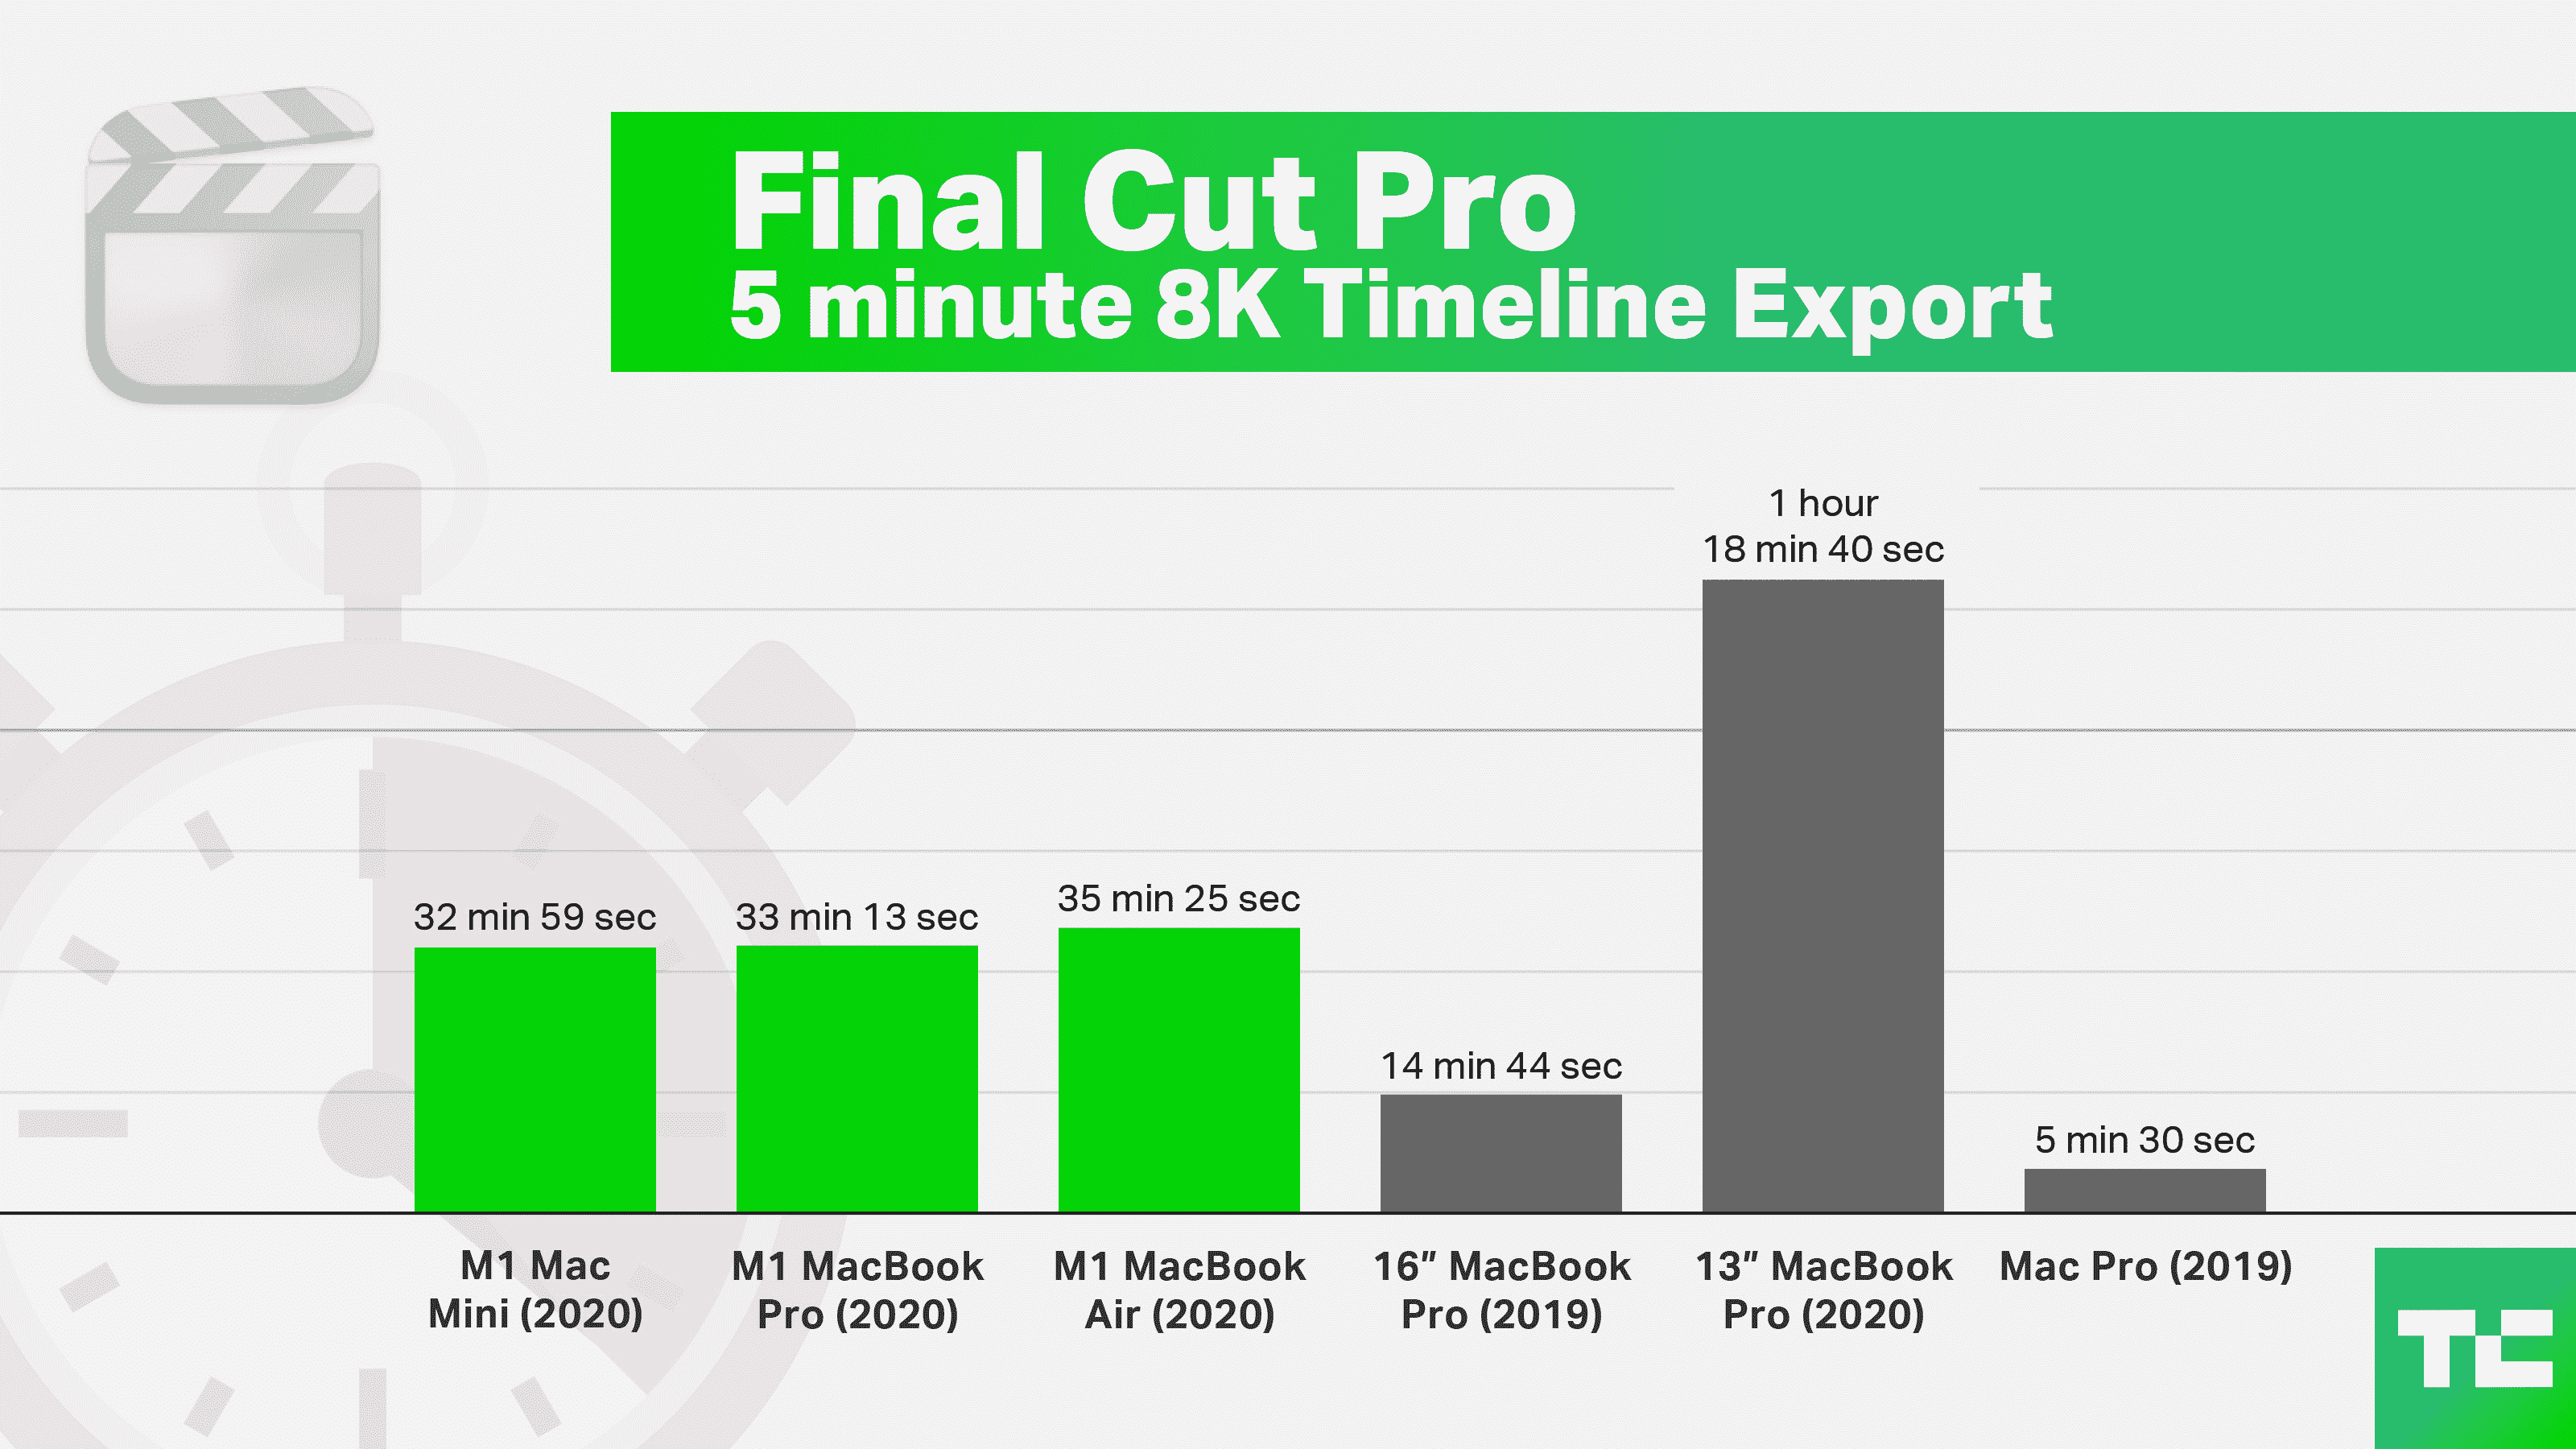 Final Cut Pro
5 minute 8K Timeline Export
1 hour
18 min 40 sec
32 min 59 sec
33 min 13 sec
35 min 25 sec
14 min 44 sec
5 min 30 sec
M1 Mac
Mini (2020)
M1 MacBook
Pro (2020)
M1 MacBook
Air (2020)
16″ MacBook
Pro (2019)
13″ MacBook
Pro (2020)
Mac Pro (2019)
TC